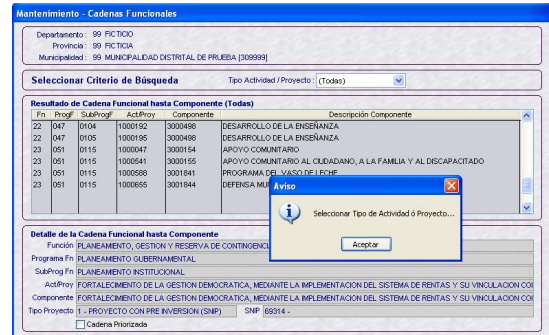 Mantenimiento - Cadenas Funcionales
Departamento: 99 FICTICIO
Provincia: 99 FICTICIA
Municipalidad: 99 MUNICIPALIDAD DISTRITAL DE PRUEBA [309999]
Seleccionar Criterio de Búsqueda Tipo Actividad / Proyecto: (Todas)
Resultado de Cadena Funcional hasta Componente (Todas)
Fn ProgF SubProgF Act/Proy Componente Descripción Componente
22 047 0104 1000192 3000498 DESARROLLO DE LA ENSEÑANZA
22 047 0105 1000195 3000498 DESARROLLO DE LA ENSEÑANZA
23 051 0115 1000047 3000154 APOYO COMUNITARIO
23 051 0115 1000541 3000155 APOYO COMUNITARIO AL CIUDADANO, A LA FAMILIA Y AL DISCAPACITADO
23 051 0115 1000588 3001841 PROGRAMA DEL VASO DE LECHE
23 051 0115 1000655 3001844 DEFENSA MU
Aviso
Seleccionar Tipo de Actividad ó Proyecto...
Aceptar
Detalle de la Cadena Funcional hasta Componente
Función PLANEAMIENTO, GESTION Y RESERVA DE CONTINGENCI
Programa Fn PLANEAMIENTO GUBERNAMENTAL
SubProg Fn PLANEAMIENTO INSTITUCIONAL
Act/Proy FORTALECIMIENTO DE LA GESTION DEMOCRATICA, MEDIANTE LA IMPLEMENTACION DEL SISTEMA DE RENTAS Y SU VINCULACION CO
Componente FORTALECIMIENTO DE LA GESTION DEMOCRATICA, MEDIANTE LA IMPLEMENTACION DEL SISTEMA DE RENTAS Y SU VINCULACION CO
Tipo Proyecto 1 - PROYECTO CON PRE INVERSION (SNIP) SNIP 69314 -
Cadena Priorizada